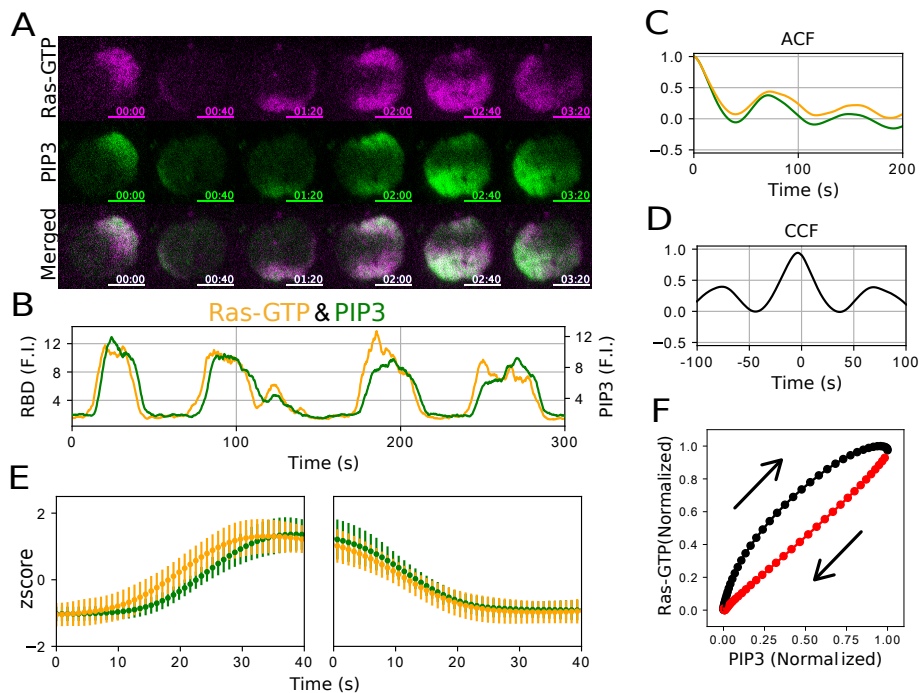 A
Ras-GTP
00:00 00:40 01:20 02:00 02:40 03:20
PIP3
00:00 00:40 01:20 02:00 02:40 03:20
Merged
00:00 00:40 01:20 02:00 02:40 03:20
B
Ras-GTP & PIP3
RBD (F.I.)
12
8
4
12
8
4
PIP3 (F.I.)
0 100 200 300
Time (s)
C
ACF
1.0
0.5
0.0
−0.5
0 100 200
Time (s)
D
CCF
1.0
0.5
0.0
−0.5
−100 −50 0 50 100
Time (s)
E
zscore
2
0
−2
0 10 20 30 40
0 10 20 30 40
Time (s)
F
Ras-GTP(Normalized)
1.0
0.8
0.6
0.4
0.2
0.0
0.00 0.25 0.50 0.75 1.00
PIP3 (Normalized)